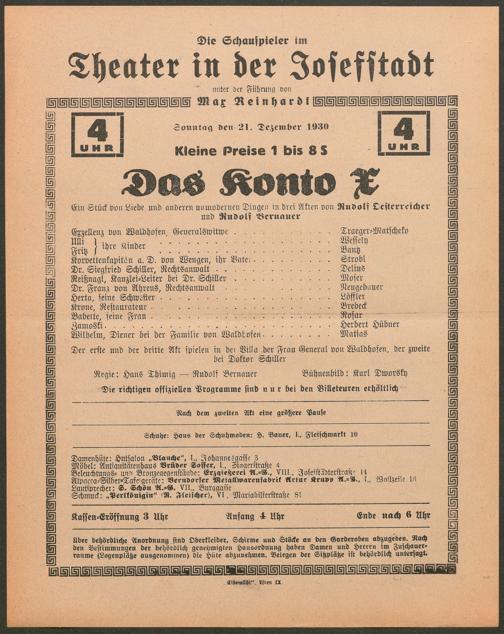 Die Schauspieler im
Theater in der Josefstadt
unter der Führung von
Max Reinhardt
4 UHR
Sonntag den 21. Dezember 1930
4 UHR
Kleine Preise 1 bis 8 S
Das Konto X
Ein Stück von Liebe und anderen unmodernen Dingen in drei Akten von Rudolf Oesterreicher
und Rudolf Bernauer
Exzellenz von Waldhofen, Generalswitwe . . . Traeger-Matscheko
Ulli } ihre Kinder . . . Wessely
Fritz } . . . Banty
Korvettenkapitän a. D. von Wengen, ihr Vater . . . Strobl
Dr. Siegfried Schiller, Rechtsanwalt . . . Delius
Reißnagl, Kanzlei-Leiter bei Dr. Schiller . . . Moser
Dr. Franz von Ahrens, Rechtsanwalt . . . Neugebauer
Herta, seine Schwester . . . Löffler
Krone, Restaurateur . . . Brebeck
Babette, seine Frau . . . Rosar
Zamoski . . . Herbert Hübner
Wilhelm, Diener bei der Familie von Waldhofen . . . Matias
Der erste und der dritte Akt spielen in der Villa der Frau General von Waldhofen, der zweite
bei Doktor Schiller
Regie: Hans Thimig — Rudolf Bernauer Bühnenbild: Karl Dworsky
Die richtigen offiziellen Programme sind nur bei den Billeteuren erhältlich
Nach dem zweiten Akt eine größere Pause
Schuhe: Haus der Schuhmoden: H. Bauer, I., Fleischmarkt 10
Damenhüte: Hutsalon „Blanche“, I., Johannesgasse 5
Möbel: Antiquitätenhaus Brüder Soffer, I., Singerstraße 4
Beleuchtungs- und Bronzegegenstände: Erzgießerei A.-G., VIII., Josefstädterstraße 14
Alpacca-Silber-Tafelgeräte: Berndorfer Metallwarenfabrik Artur Krupp A.-G., I., Wollzeile 16
Lautsprecher: S. Schön A.-G. VII., Burggasse
Schmuck: „Perlkönigin“ (N. Fleischer), VI., Mariahilferstraße 81
Kassen-Eröffnung 3 Uhr Anfang 4 Uhr Ende nach 6 Uhr
Über behördliche Anordnung sind Oberkleider, Schirme und Stöcke an den Garderoben abzugeben. Nach
den Bestimmungen der behördlich genehmigten Hausordnung haben Damen und Herren im Zuschauer-
raume (Logenplätze ausgenommen) die Hüte abzunehmen. Belegen der Sitzplätze ist behördlich untersagt.
„Elbemühl“, Wien IX.